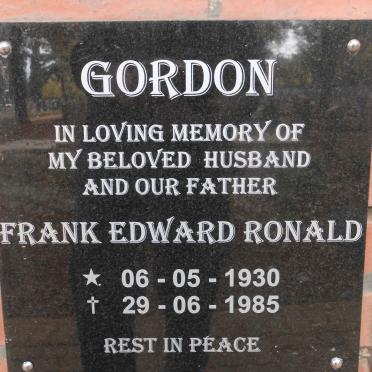 GORDON
IN LOVING MEMORY OF
MY BELOVED HUSBAND
AND OUR FATHER
FRANK EDWARD RONALD
★ 06 - 05 - 1930
† 29 - 06 - 1985
REST IN PEACE